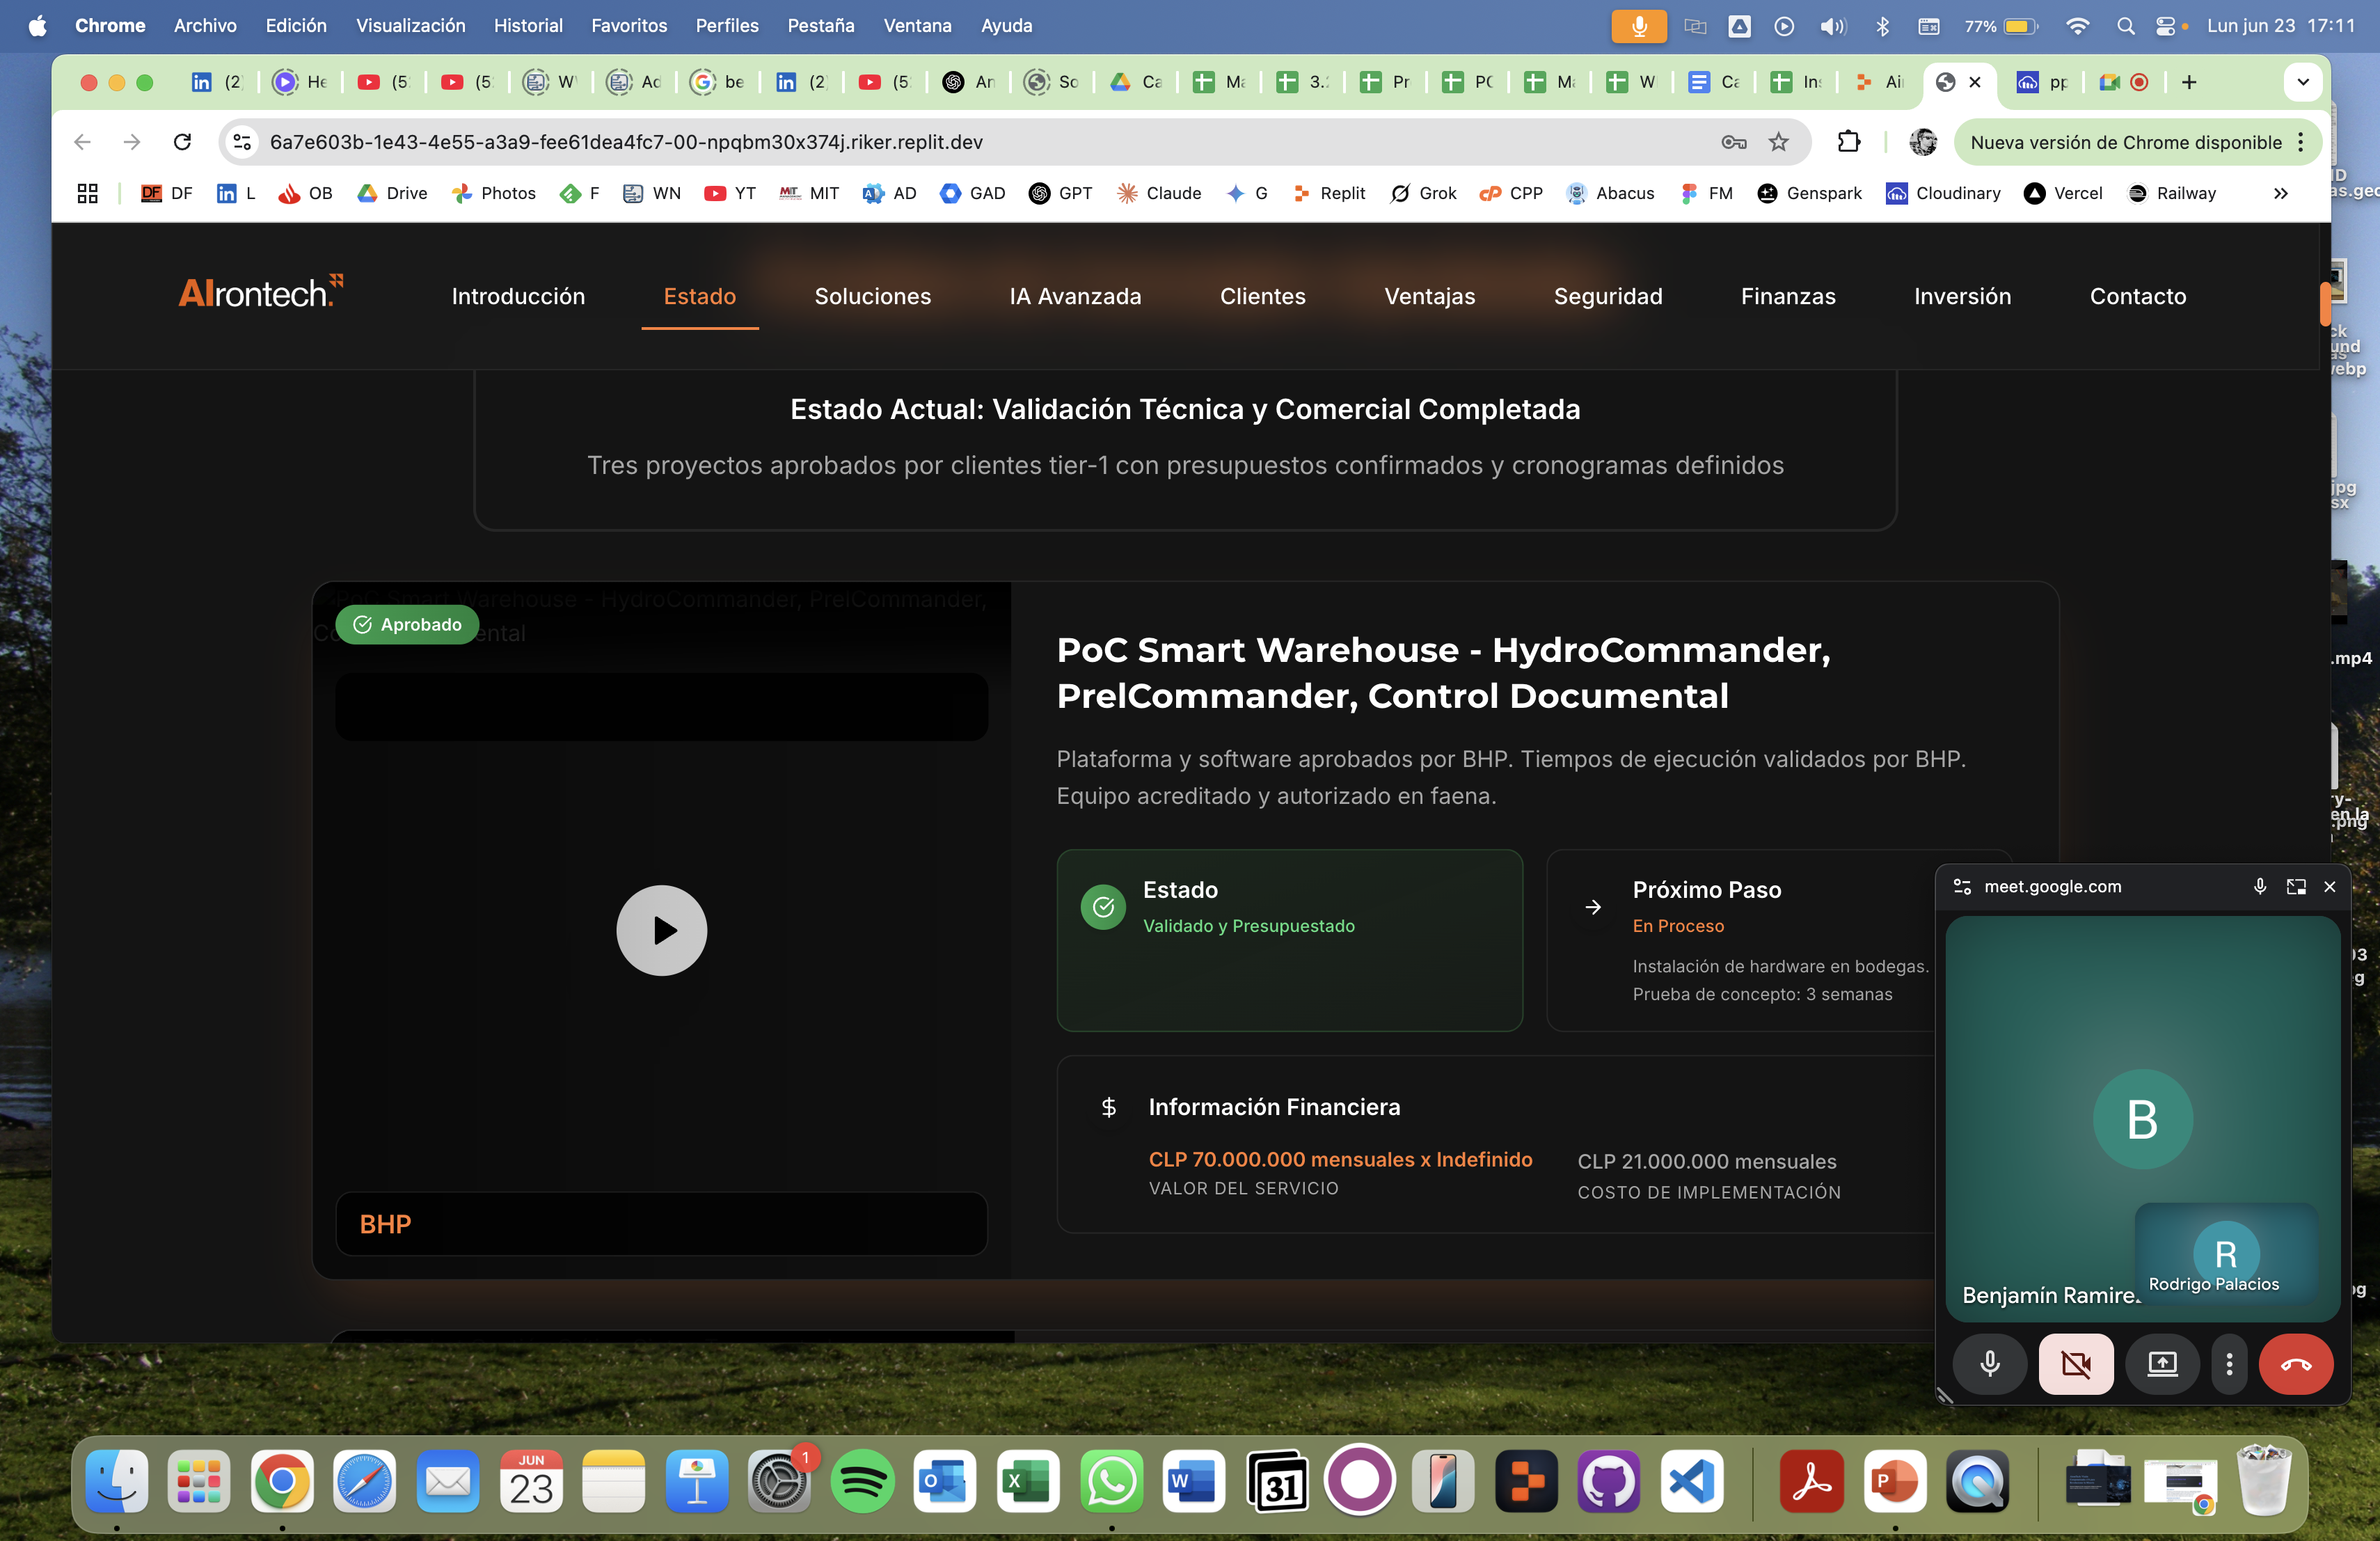 Chrome Archivo Edición Visualización Historial Favoritos Perfiles Pestaña Ventana Ayuda 77% Lun jun 23 17:11
(2 He (5 (5 W Ad be (2 (5 An So Ca Ma 3. Pr PC Ma W Ca In Ai pp
6a7e603b-1e43-4e55-a3a9-fee61dea4fc7-00-npqbm30x374j.riker.replit.dev Nueva versión de Chrome disponible
DF DF L OB Drive Photos F WN YT MIT MIT AD GAD GPT Claude G Replit Grok CPP Abacus FM Genspark Cloudinary Vercel Railway
AIrontech. Introducción Estado Soluciones IA Avanzada Clientes Ventajas Seguridad Finanzas Inversión Contacto
Estado Actual: Validación Técnica y Comercial Completada
Tres proyectos aprobados por clientes tier-1 con presupuestos confirmados y cronogramas definidos
PoC Smart Warehouse - HydroCommander, PrelCommander,
Aprobado
PoC Smart Warehouse - HydroCommander,
PrelCommander, Control Documental
Plataforma y software aprobados por BHP. Tiempos de ejecución validados por BHP.
Equipo acreditado y autorizado en faena.
Estado
Validado y Presupuestado
Próximo Paso
En Proceso
Instalación de hardware en bodegas.
Prueba de concepto: 3 semanas
$ Información Financiera
CLP 70.000.000 mensuales x Indefinido
VALOR DEL SERVICIO
CLP 21.000.000 mensuales
COSTO DE IMPLEMENTACIÓN
BHP
meet.google.com
B
R
Rodrigo Palacios
Benjamín Ramire
.mp4
JUN
23
1
31